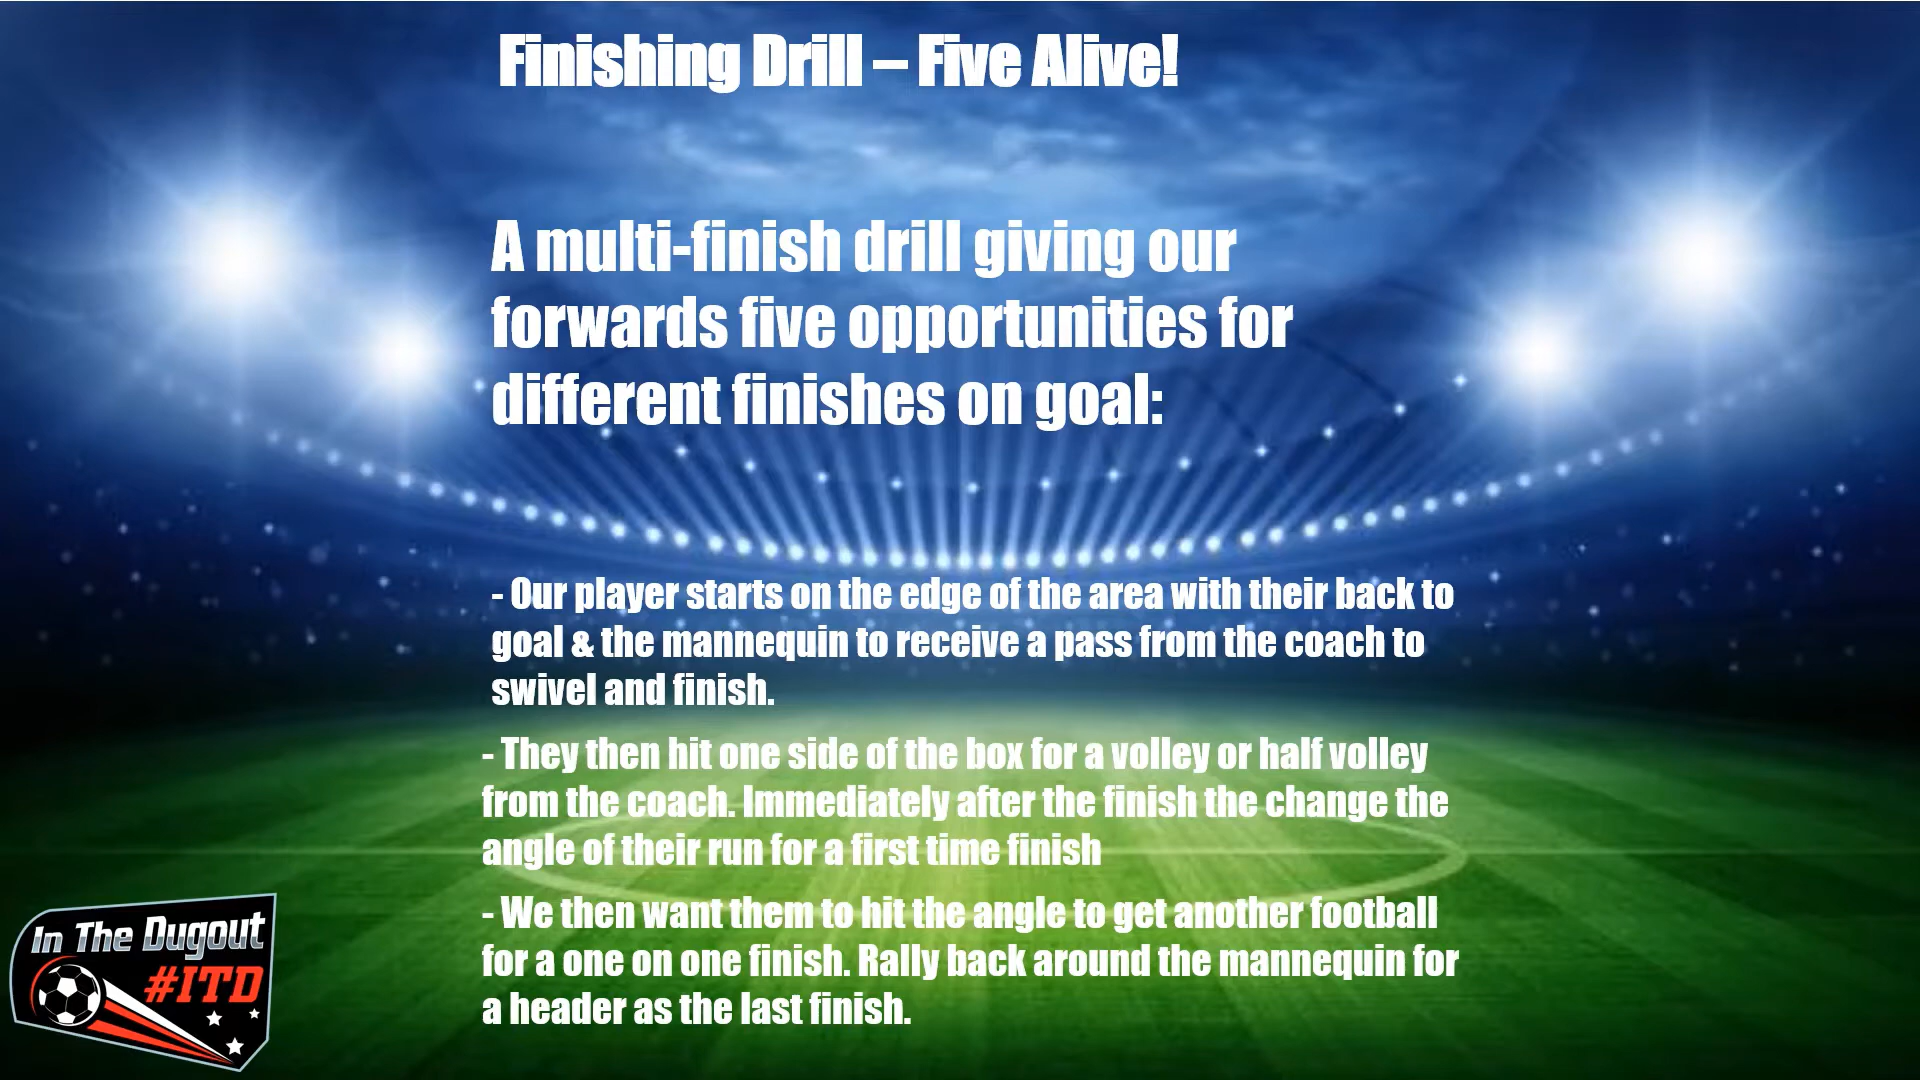 Finishing Drill – Five Alive!
A multi-finish drill giving our
forwards five opportunities for
different finishes on goal:
- Our player starts on the edge of the area with their back to
goal & the mannequin to receive a pass from the coach to
swivel and finish.
- They then hit one side of the box for a volley or half volley
from the coach. Immediately after the finish the change the
angle of their run for a first time finish
- We then want them to hit the angle to get another football
for a one on one finish. Rally back around the mannequin for
a header as the last finish.
In The Dugout
#ITD